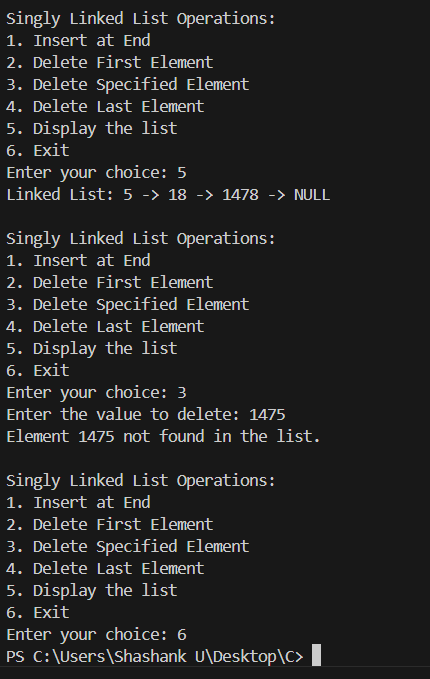 Singly Linked List Operations:
1. Insert at End
2. Delete First Element
3. Delete Specified Element
4. Delete Last Element
5. Display the list
6. Exit
Enter your choice: 5
Linked List: 5 -> 18 -> 1478 -> NULL

Singly Linked List Operations:
1. Insert at End
2. Delete First Element
3. Delete Specified Element
4. Delete Last Element
5. Display the list
6. Exit
Enter your choice: 3
Enter the value to delete: 1475
Element 1475 not found in the list.

Singly Linked List Operations:
1. Insert at End
2. Delete First Element
3. Delete Specified Element
4. Delete Last Element
5. Display the list
6. Exit
Enter your choice: 6
PS C:\Users\Shashank U\Desktop\C>